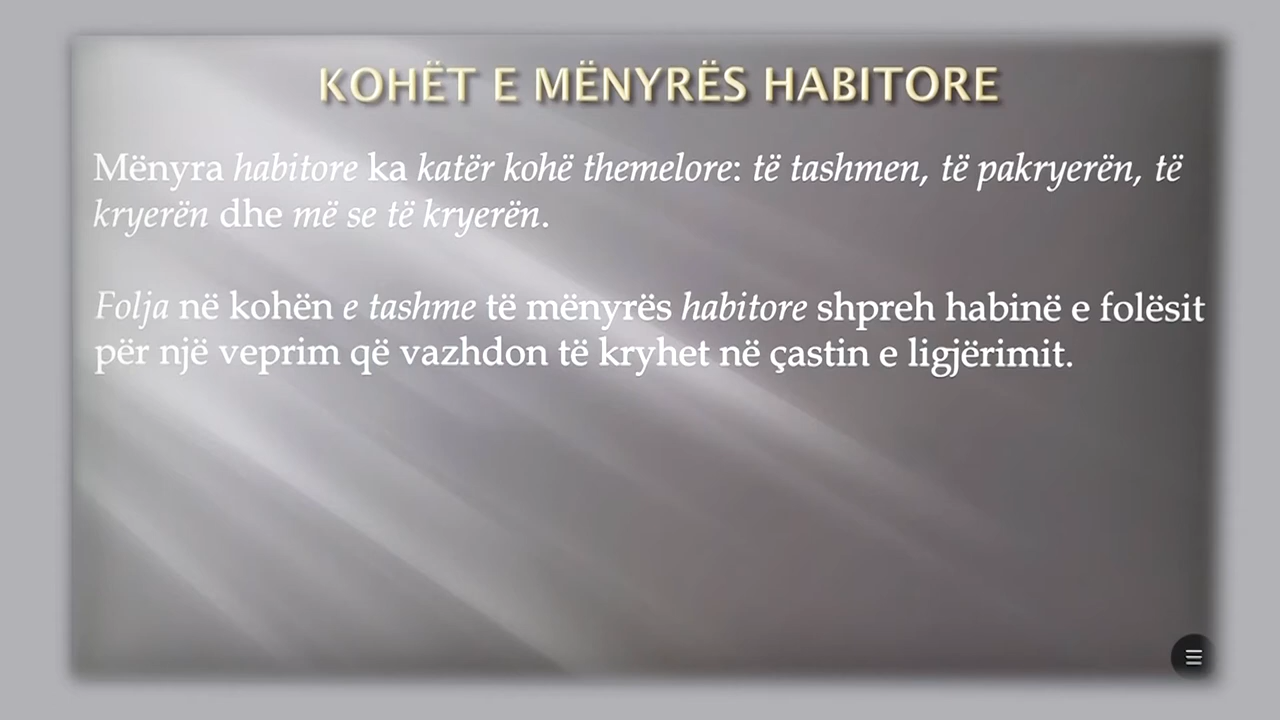 KOHËT E MËNYRËS HABITORE
Mënyra habitore ka katër kohë themelore: të tashmen, të pakryerën, të
kryerën dhe më se të kryerën.
Folja në kohën e tashme të mënyrës habitore shpreh habinë e folësit
për një veprim që vazhdon të kryhet në çastin e ligjërimit.